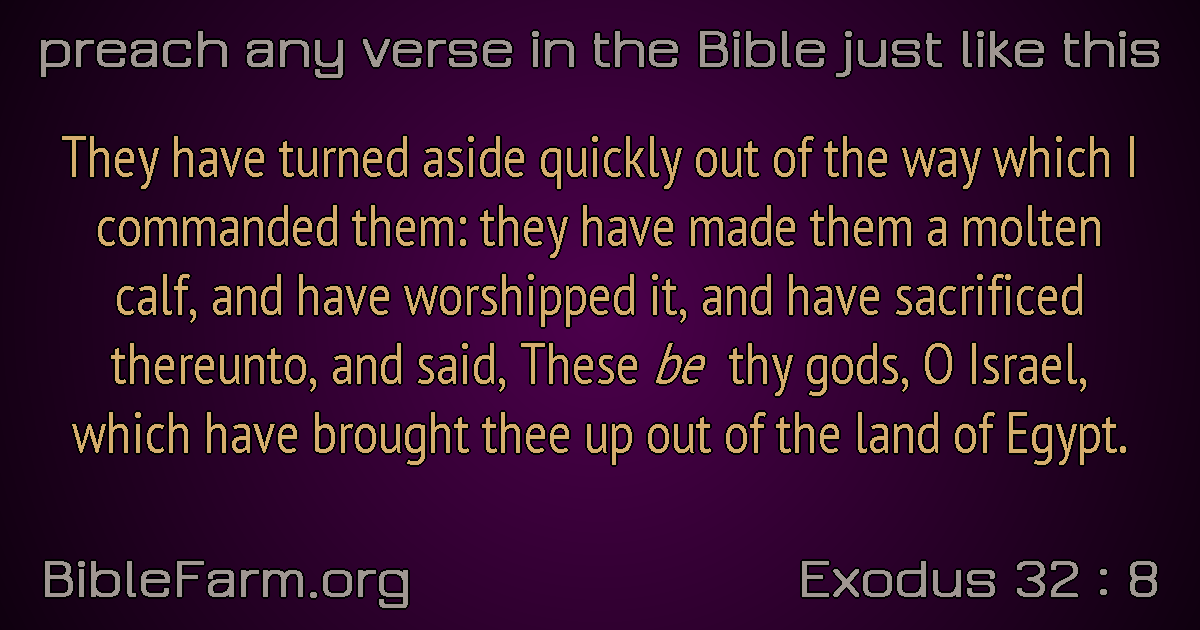 preach any verse in the Bible just like this
They have turned aside quickly out of the way which I
commanded them: they have made them a molten
calf, and have worshipped it, and have sacrificed
thereunto, and said, These be thy gods, O Israel,
which have brought thee up out of the land of Egypt.
BibleFarm.org
Exodus 32 : 8